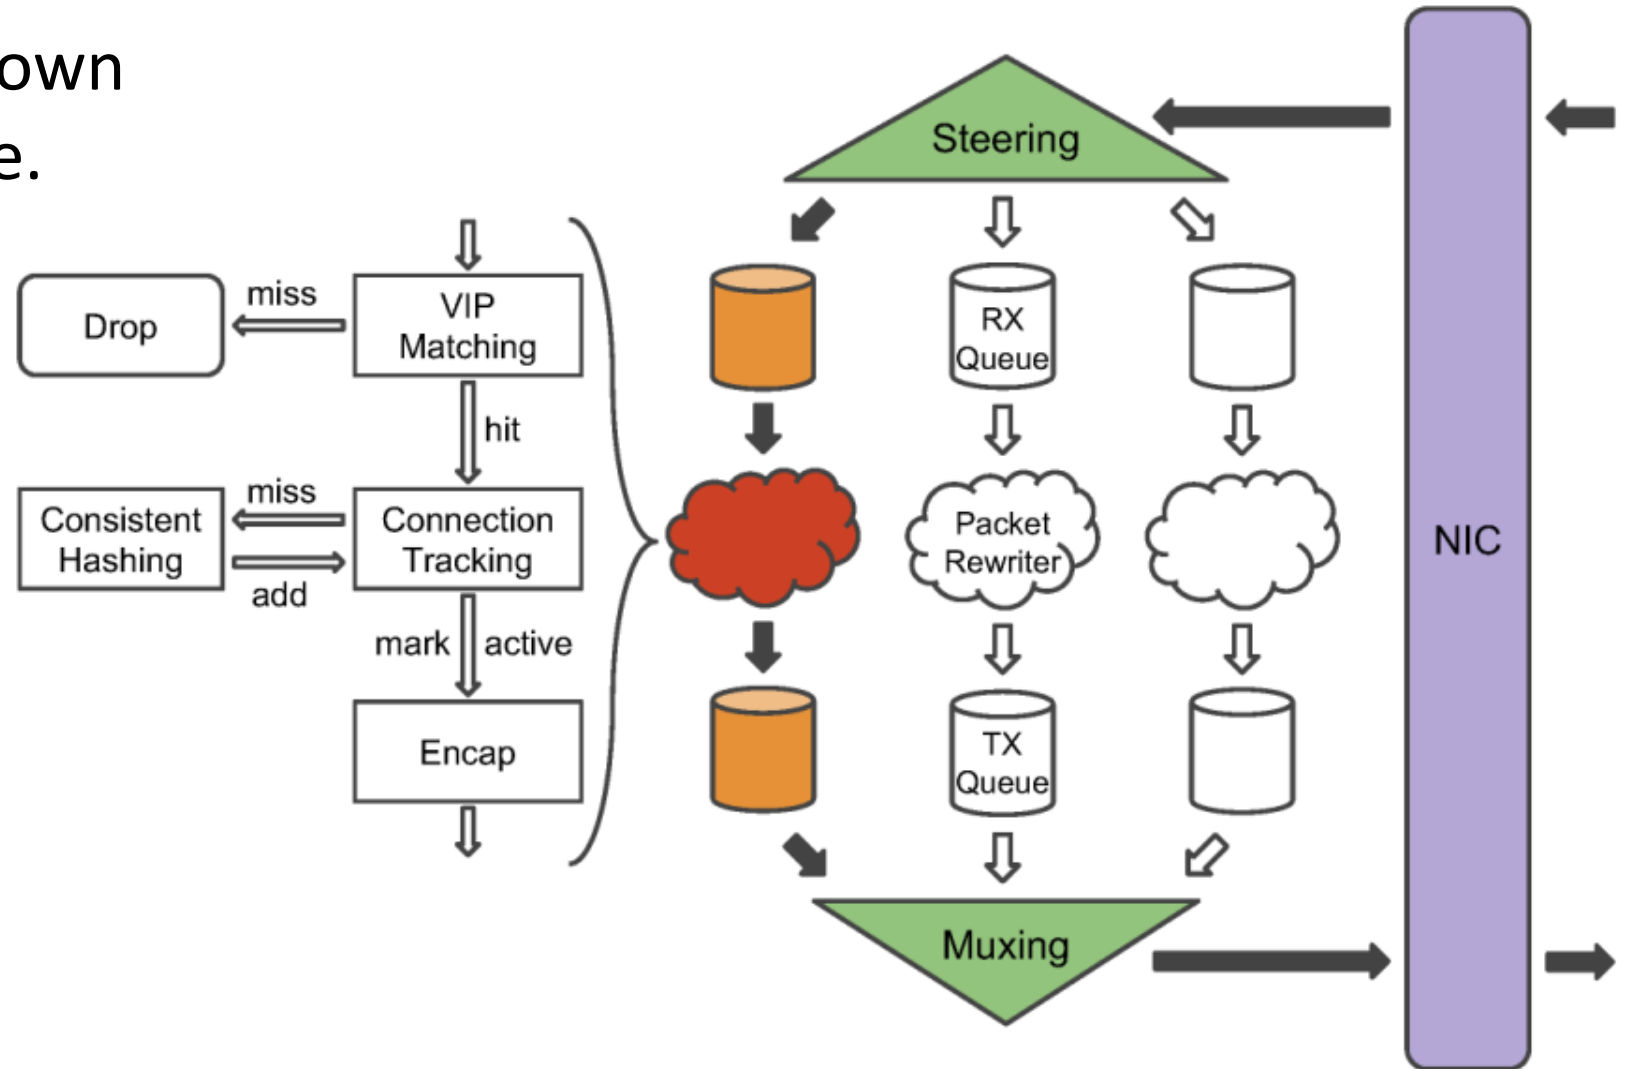 own
e.
Steering
Drop
miss
VIP
Matching
RX
Queue
hit
Consistent
Hashing
miss
add
Connection
Tracking
Packet
Rewriter
NIC
mark
active
Encap
TX
Queue
Muxing